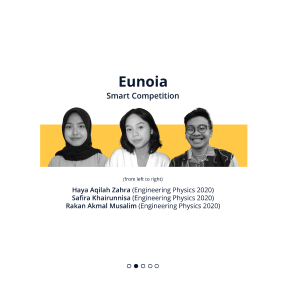 Eunoia
Smart Competition
(from left to right)
Haya Aqilah Zahra (Engineering Physics 2020)
Safira Khairunnisa (Engineering Physics 2020)
Rakan Akmal Musalim (Engineering Physics 2020)